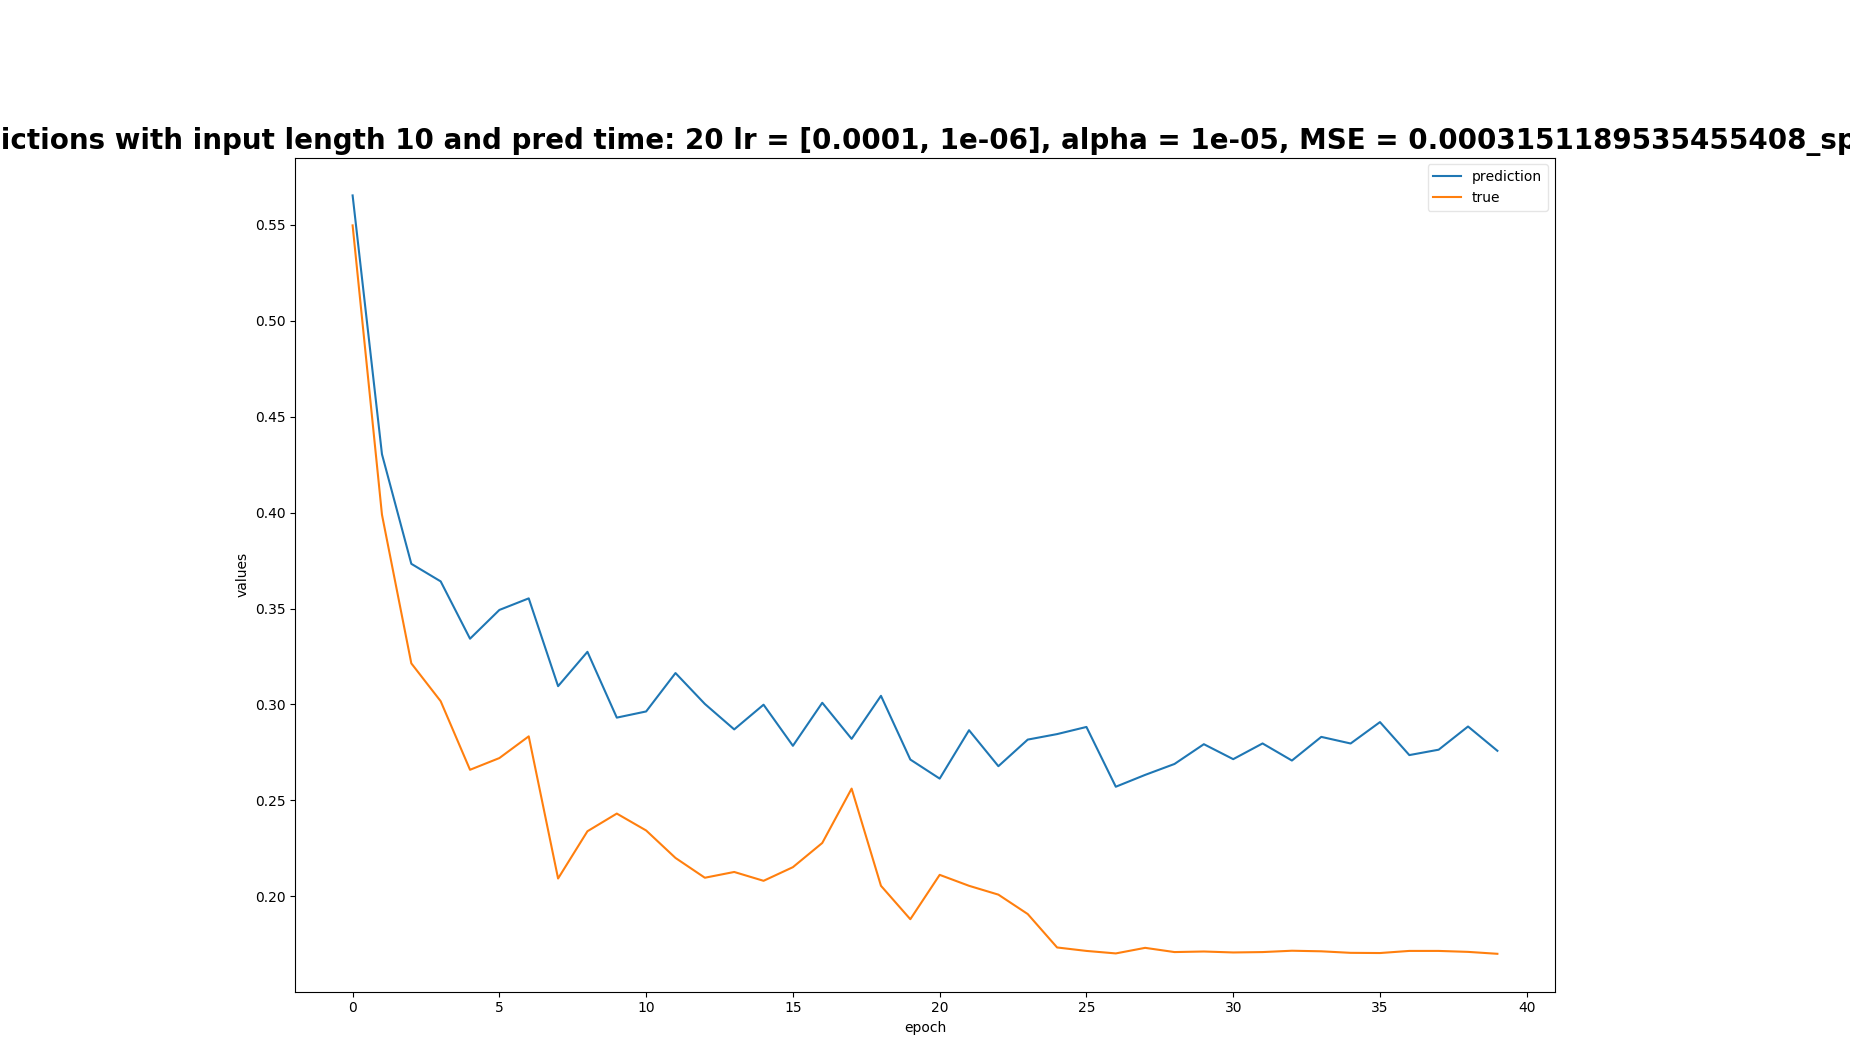 ictions with input length 10 and pred time: 20 lr = [0.0001, 1e-06], alpha = 1e-05, MSE = 0.0003151189535455408_sp
prediction
true
0.55
0.50
0.45
0.40
0.35
0.30
0.25
0.20
values
0 5 10 15 20 25 30 35 40
epoch